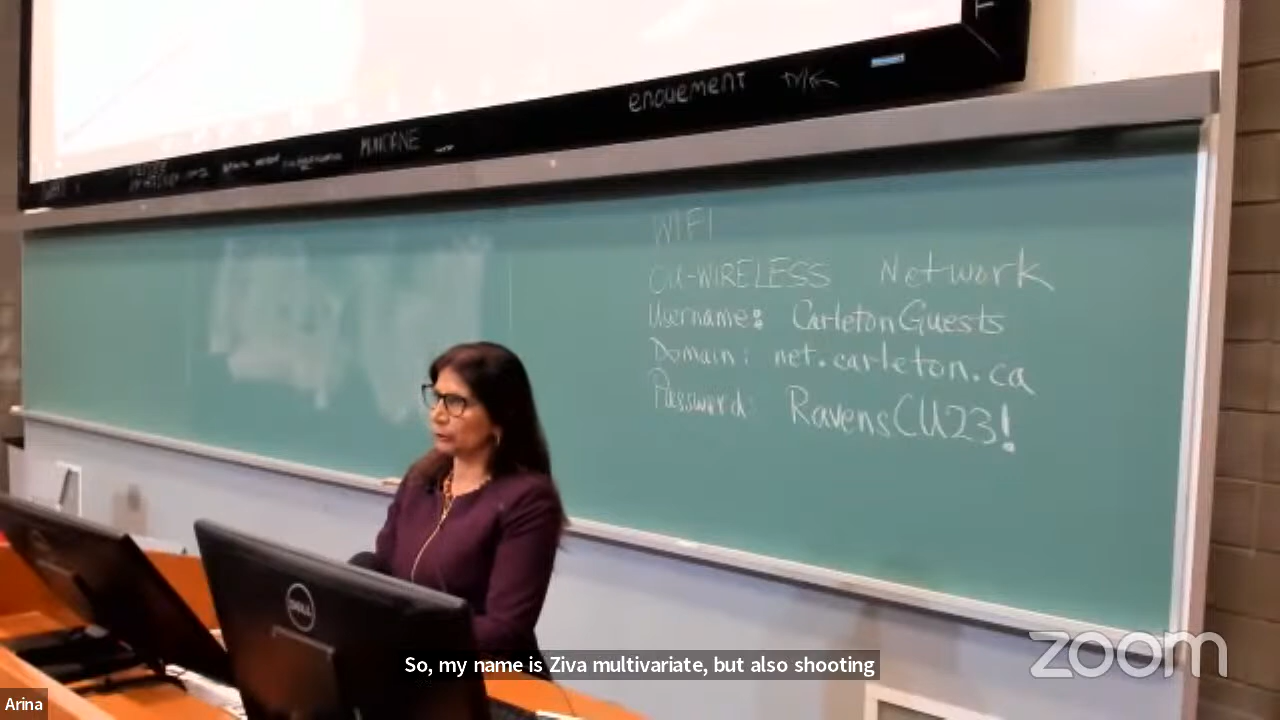 enouement
MUNDANE
WIFI
CU-WIRELESS Network
Username: CarletonGuests
Domain: net.carleton.ca
Password: RavensCU23!
DELL
So, my name is Ziva multivariate, but also shooting
zoom
Arina